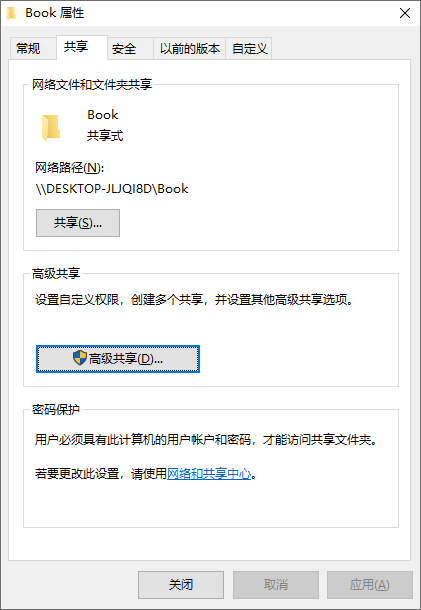 Book 属性
常规 共享 安全 以前的版本 自定义
网络文件和文件夹共享
Book
共享式
网络路径(N):
\\DESKTOP-JLJQI8D\Book
共享(S)...
高级共享
设置自定义权限，创建多个共享，并设置其他高级共享选项。
高级共享(D)...
密码保护
用户必须具有此计算机的用户帐户和密码，才能访问共享文件夹。
若要更改此设置，请使用网络和共享中心。
关闭 取消 应用(A)